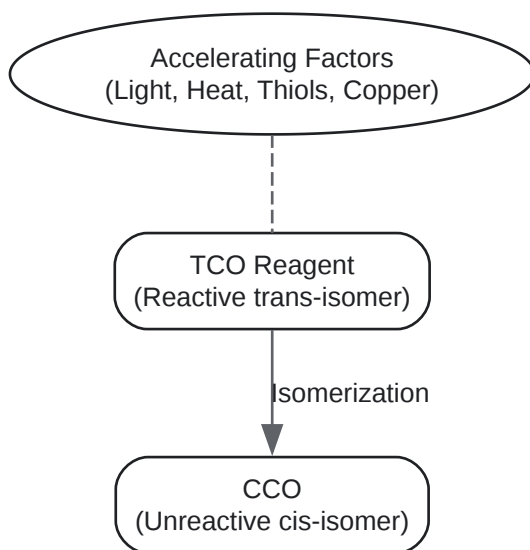 Accelerating Factors
(Light, Heat, Thiols, Copper)
TCO Reagent
(Reactive trans-isomer)
Isomerization
CCO
(Unreactive cis-isomer)